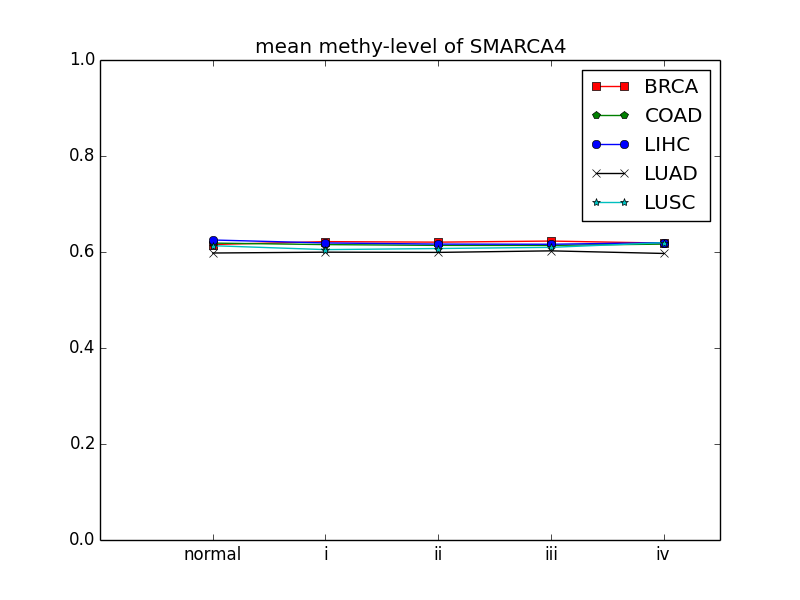 mean methy-level of SMARCA4
1.0
0.8
0.6
0.4
0.2
0.0
BRCA
COAD
LIHC
LUAD
LUSC
normal i ii iii iv